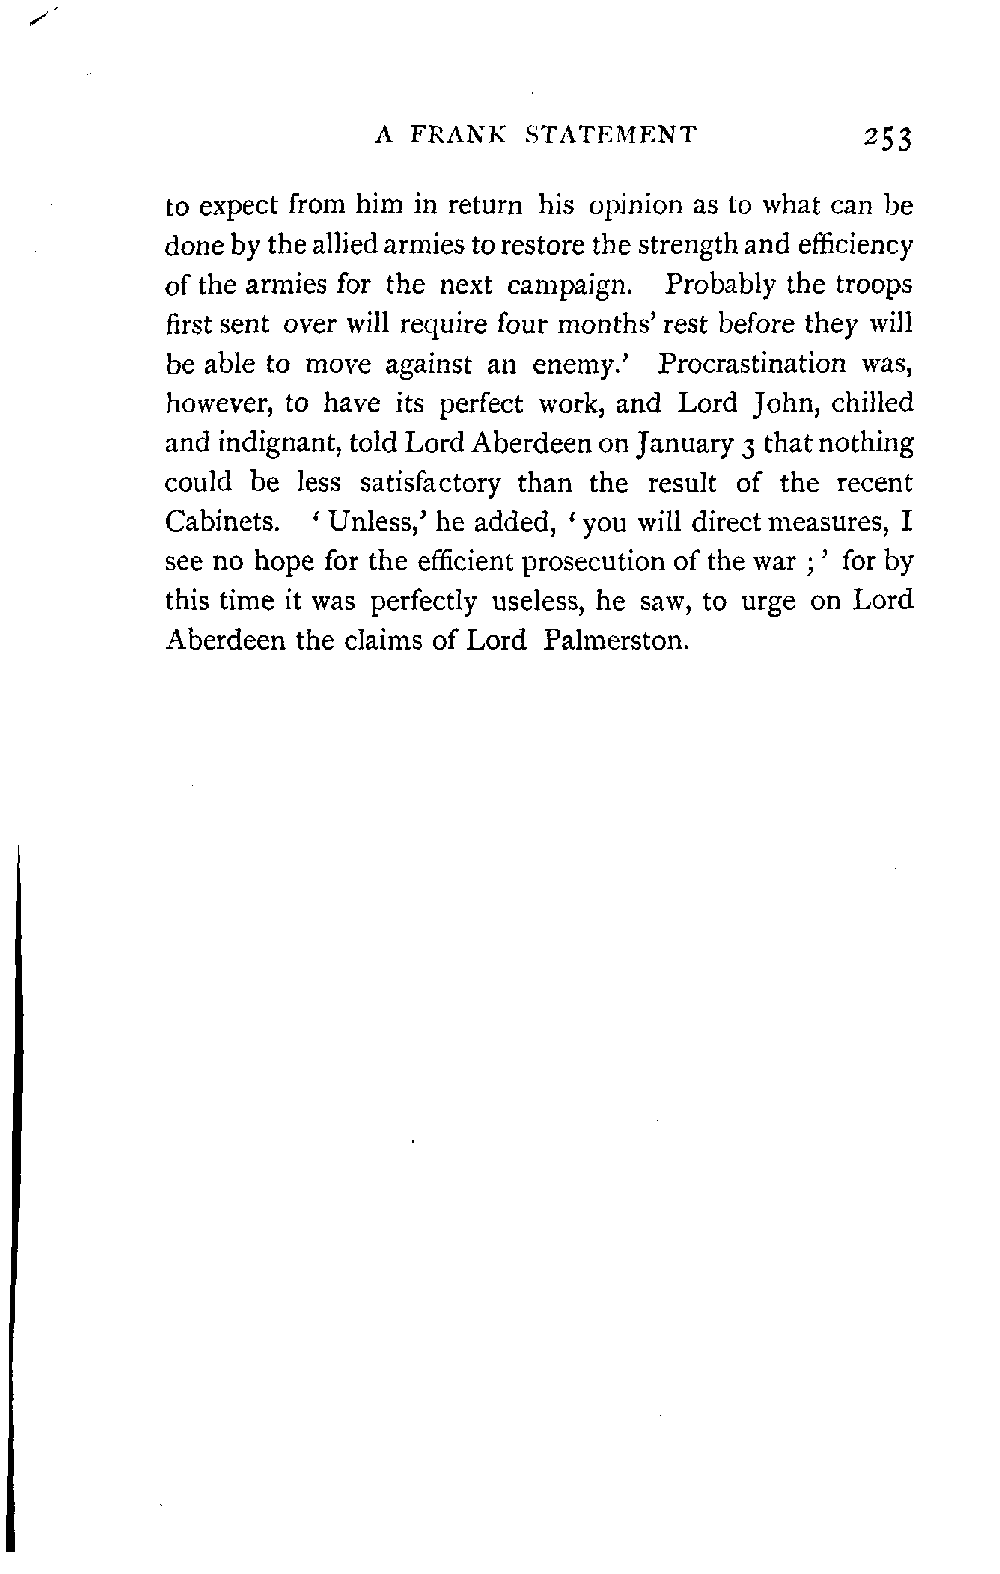 A FRANK STATEMENT 253
to expect from him in return his opinion as to what can be
done by the allied armies to restore the strength and efficiency
of the armies for the next campaign. Probably the troops
first sent over will require four months' rest before they will
be able to move against an enemy.' Procrastination was,
however, to have its perfect work, and Lord John, chilled
and indignant, told Lord Aberdeen on January 3 that nothing
could be less satisfactory than the result of the recent
Cabinets. ‘ Unless,’ he added, ‘ you will direct measures, I
see no hope for the efficient prosecution of the war ; ’ for by
this time it was perfectly useless, he saw, to urge on Lord
Aberdeen the claims of Lord Palmerston.